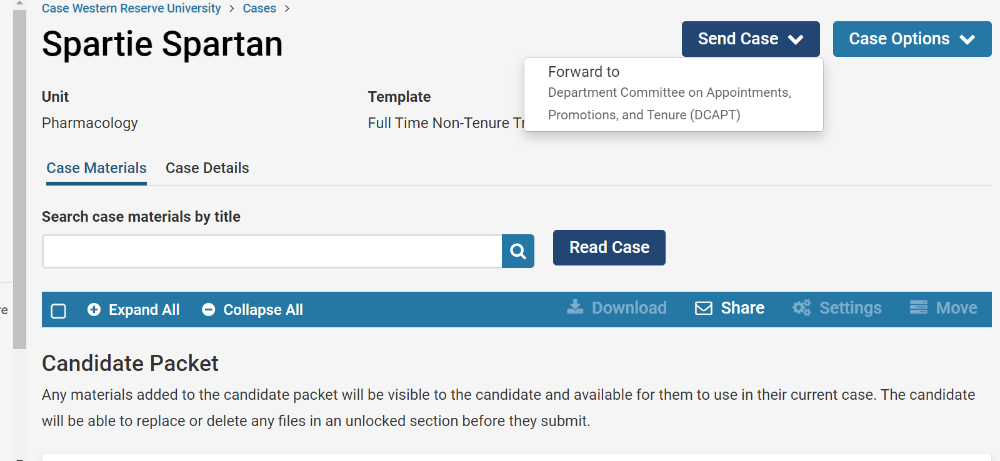 Case Western Reserve University > Cases >
Spartie Spartan
Send Case
Case Options
Forward to
Department Committee on Appointments,
Promotions, and Tenure (DCAPT)
Unit
Template
Pharmacology
Full Time Non-Tenure Tr
Case Materials
Case Details
Search case materials by title
Read Case
re
Expand All
Collapse All
Download
Share
Settings
Move
Candidate Packet
Any materials added to the candidate packet will be visible to the candidate and available for them to use in their current case. The candidate
will be able to replace or delete any files in an unlocked section before they submit.